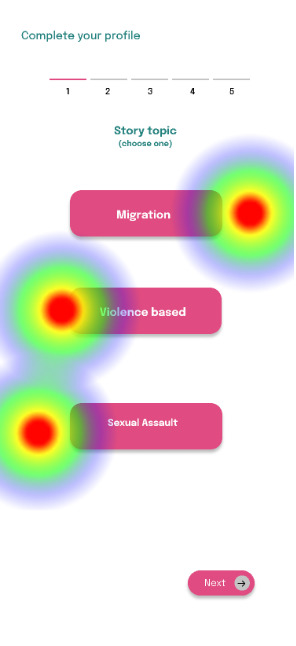 Complete your profile
1 2 3 4 5
Story topic
(choose one)
Migration
Violence based
Sexual Assault
Next